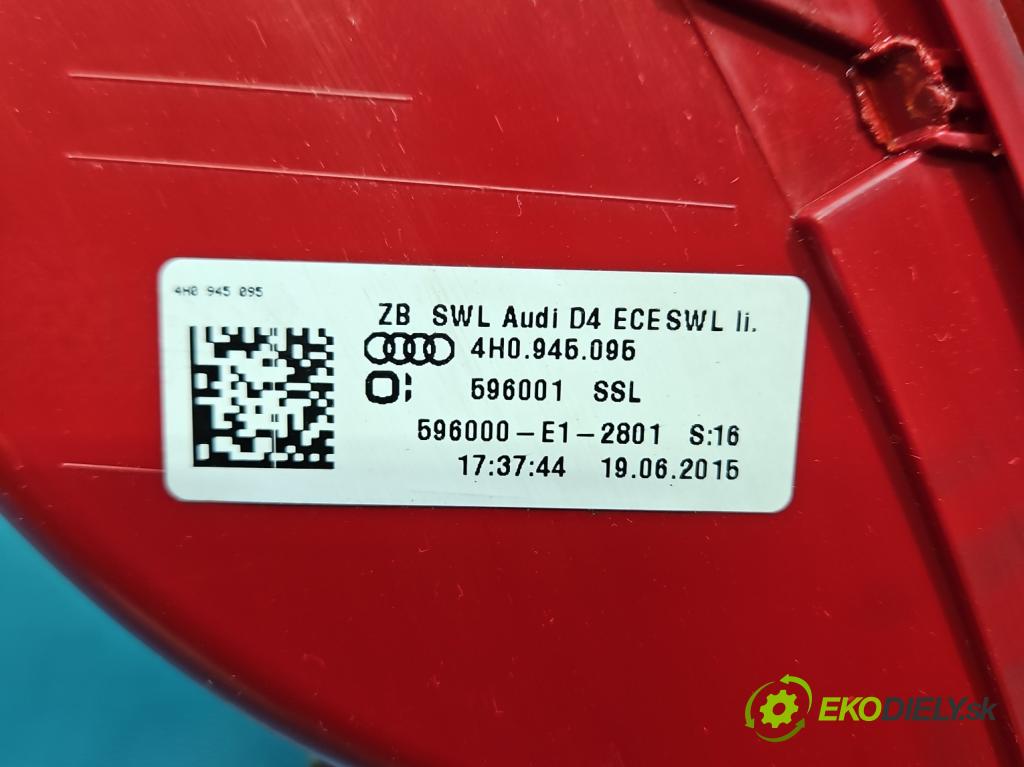 4H0 945 095
ZB SWL Audi D4 ECESWL li.
4H0.945.095
596001 SSL
596000-E1-2801 S:16
17:37:44 19.06.2015
EKODIELY.sk